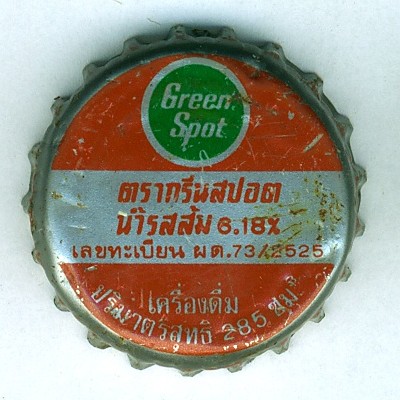 Green
Spot
ตรากรีนสปอต
น้ำรสส้ม 6.18%
เลขทะเบียน ผด.73/2525
เครื่องดื่ม
ปริมาตรสุทธิ 285 ซม³